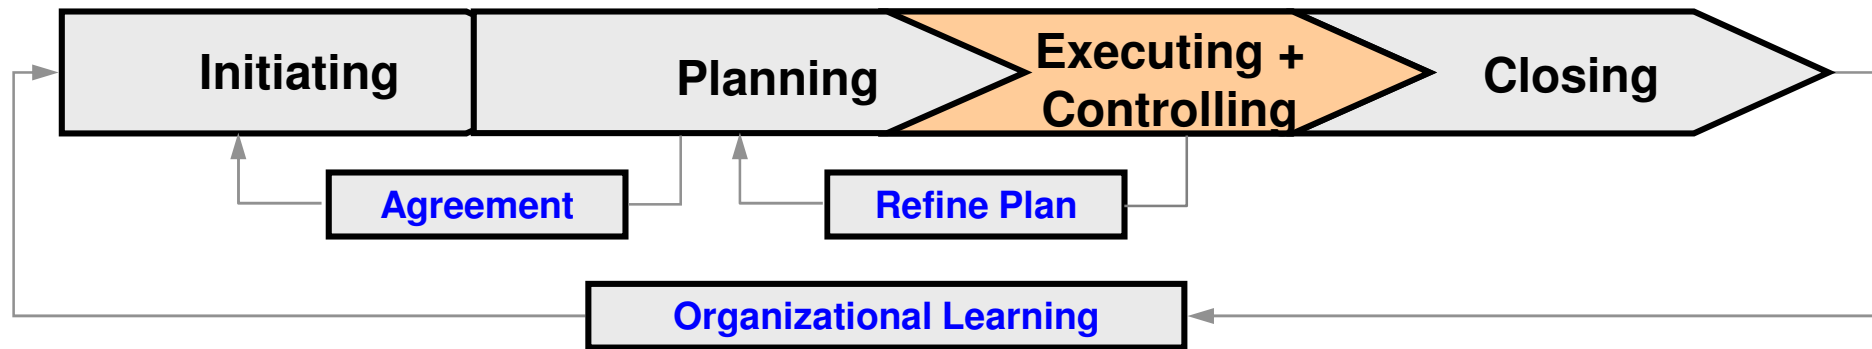 Initiating
Planning
Executing +
Controlling
Closing
Agreement
Refine Plan
Organizational Learning